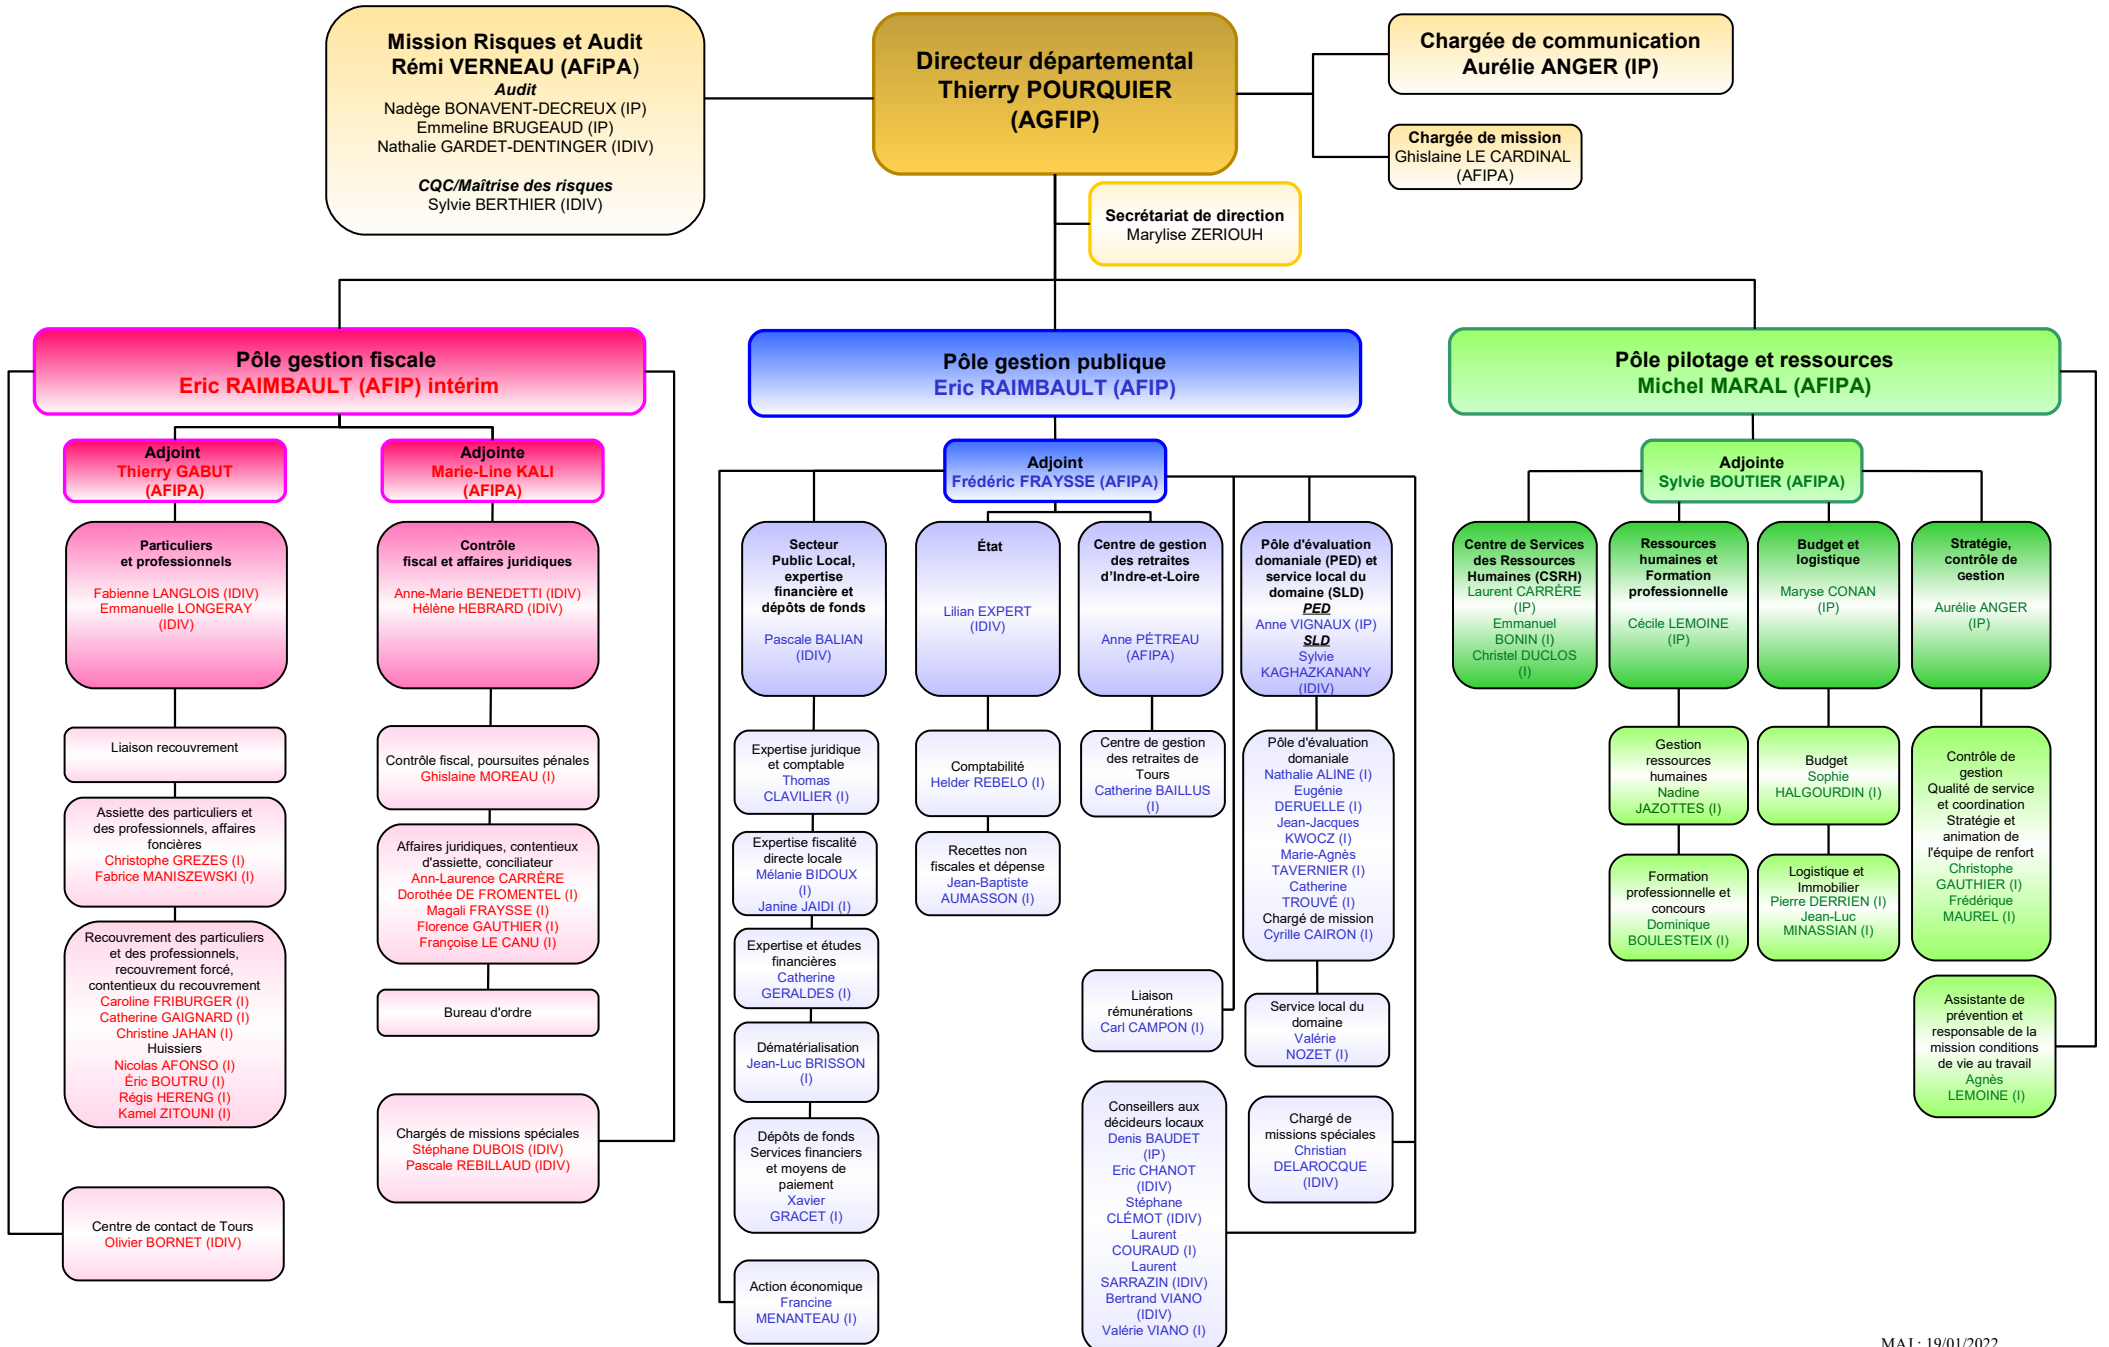 Mission Risques et Audit
Rémi VERNEAU (AFiPA)
Audit
Nadège BONAVENT-DECREUX (IP)
Emmeline BRUGEAUD (IP)
Nathalie GARDET-DENTINGER (IDIV)
CQC/Maîtrise des risques
Sylvie BERTHIER (IDIV)
Directeur départemental
Thierry POURQUIER
(AGFIP)
Chargée de communication
Aurélie ANGER (IP)
Chargée de mission
Ghislaine LE CARDINAL
(AFIPA)
Secrétariat de direction
Marylise ZERIOUH
Pôle gestion fiscale
Eric RAIMBAULT (AFIP) intérim
Adjoint
Thierry GABUT
(AFIPA)
Adjointe
Marie-Line KALI
(AFIPA)
Particuliers
et professionnels
Fabienne LANGLOIS (IDIV)
Emmanuelle LONGERAY
(IDIV)
Contrôle
fiscal et affaires juridiques
Anne-Marie BENEDETTI (IDIV)
Hélène HEBRARD (IDIV)
Liaison recouvrement
Assiette des particuliers et
des professionnels, affaires
foncières
Christophe GREZES (I)
Fabrice MANISZEWSKI (I)
Recouvrement des particuliers
et des professionnels,
recouvrement forcé,
contentieux du recouvrement
Caroline FRIBURGER (I)
Catherine GAIGNARD (I)
Christine JAHAN (I)
Huissiers
Nicolas AFONSO (I)
Éric BOUTRU (I)
Régis HERENG (I)
Kamel ZITOUNI (I)
Centre de contact de Tours
Olivier BORNET (IDIV)
Contrôle fiscal, poursuites pénales
Ghislaine MOREAU (I)
Affaires juridiques, contentieux
d'assiette, conciliateur
Ann-Laurence CARRÈRE
Dorothée DE FROMENTEL (I)
Magali FRAYSSE (I)
Florence GAUTHIER (I)
Françoise LE CANU (I)
Bureau d'ordre
Chargés de missions spéciales
Stéphane DUBOIS (IDIV)
Pascale REBILLAUD (IDIV)
Pôle gestion publique
Eric RAIMBAULT (AFIP)
Adjoint
Frédéric FRAYSSE (AFIPA)
Secteur
Public Local,
expertise
financière et
dépôts de fonds
Pascale BALIAN
(IDIV)
Expertise juridique
et comptable
Thomas
CLAVILIER (I)
Expertise fiscalité
directe locale
Mélanie BIDOUX
(I)
Janine JAIDI (I)
Expertise et études
financières
Catherine
GERALDES (I)
Dématérialisation
Jean-Luc BRISSON
(I)
Dépôts de fonds
Services financiers
et moyens de
paiement
Xavier
GRACET (I)
Action économique
Francine
MENANTEAU (I)
État
Lilian EXPERT
(IDIV)
Comptabilité
Helder REBELO (I)
Recettes non
fiscales et dépense
Jean-Baptiste
AUMASSON (I)
Centre de gestion
des retraites
d'Indre-et-Loire
Anne PÉTREAU
(AFIPA)
Centre de gestion
des retraites de
Tours
Catherine BAILLUS
(I)
Liaison
rémunérations
Carl CAMPON (I)
Conseillers aux
décideurs locaux
Denis BAUDET
(IP)
Eric CHANOT
(IDIV)
Stéphane
CLÉMOT (IDIV)
Laurent
COURAUD (I)
Laurent
SARRAZIN (IDIV)
Bertrand VIANO
(IDIV)
Valérie VIANO (I)
Pôle d'évaluation
domaniale (PED) et
service local du
domaine (SLD)
PED
Anne VIGNAUX (IP)
SLD
Sylvie
KAGHAZKANANY
(IDIV)
Pôle d'évaluation
domaniale
Nathalie ALINE (I)
Eugénie
DERUELLE (I)
Jean-Jacques
KWOCZ (I)
Marie-Agnès
TAVERNIER (I)
Catherine
TROUVÉ (I)
Chargé de mission
Cyrille CAIRON (I)
Service local du
domaine
Valérie
NOZET (I)
Chargé de
missions spéciales
Christian
DELAROCQUE
(IDIV)
Pôle pilotage et ressources
Michel MARAL (AFIPA)
Adjointe
Sylvie BOUTIER (AFIPA)
Centre de Services
des Ressources
Humaines (CSRH)
Laurent CARRÈRE
(IP)
Emmanuel
BONIN (I)
Christel DUCLOS
(I)
Ressources
humaines et
Formation
professionnelle
Cécile LEMOINE
(IP)
Gestion
ressources
humaines
Nadine
JAZOTTES (I)
Formation
professionnelle et
concours
Dominique
BOULESTEIX (I)
Budget et
logistique
Maryse CONAN
(IP)
Budget
Sophie
HALGOURDIN (I)
Logistique et
Immobilier
Pierre DERRIEN (I)
Jean-Luc
MINASSIAN (I)
Stratégie,
contrôle de
gestion
Aurélie ANGER
(IP)
Contrôle de
gestion
Qualité de service
et coordination
Stratégie et
animation de
l'équipe de renfort
Christophe
GAUTHIER (I)
Frédérique
MAUREL (I)
Assistante de
prévention et
responsable de la
mission conditions
de vie au travail
Agnès
LEMOINE (I)
MAJ : 19/01/2022